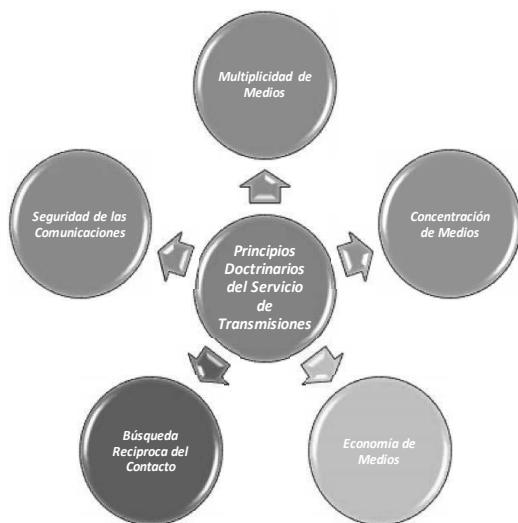 Multiplicidad de
Medios
Seguridad de las
Comunicaciones
Concentración
de Medios
Principios
Doctrinarios
del Servicio
de
Transmisiones
Búsqueda
Reciproca del
Contacto
Economía de
Medios